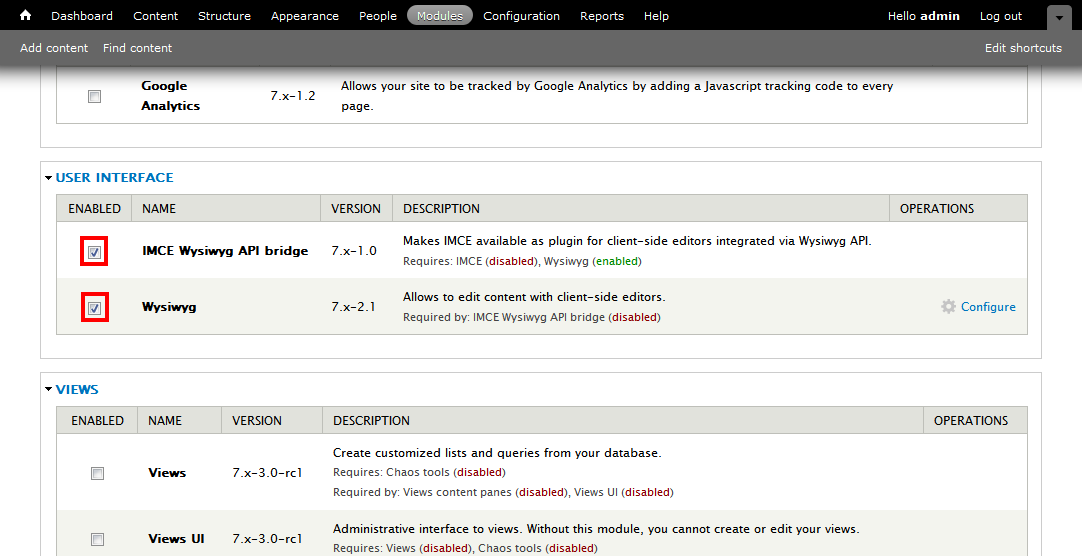 Dashboard Content Structure Appearance People Modules Configuration Reports Help Hello admin Log out
Add content Find content Edit shortcuts
Google Analytics 7.x-1.2 Allows your site to be tracked by Google Analytics by adding a Javascript tracking code to every page.
USER INTERFACE
ENABLED NAME VERSION DESCRIPTION OPERATIONS
IMCE Wysiwyg API bridge 7.x-1.0 Makes IMCE available as plugin for client-side editors integrated via Wysiwyg API.
Requires: IMCE (disabled), Wysiwyg (enabled)
Wysiwyg 7.x-2.1 Allows to edit content with client-side editors.
Required by: IMCE Wysiwyg API bridge (disabled)
Configure
VIEWS
ENABLED NAME VERSION DESCRIPTION OPERATIONS
Views 7.x-3.0-rc1 Create customized lists and queries from your database.
Requires: Chaos tools (disabled)
Required by: Views content panes (disabled), Views UI (disabled)
Views UI 7.x-3.0-rc1 Administrative interface to views. Without this module, you cannot create or edit your views.
Requires: Views (disabled), Chaos tools (disabled)